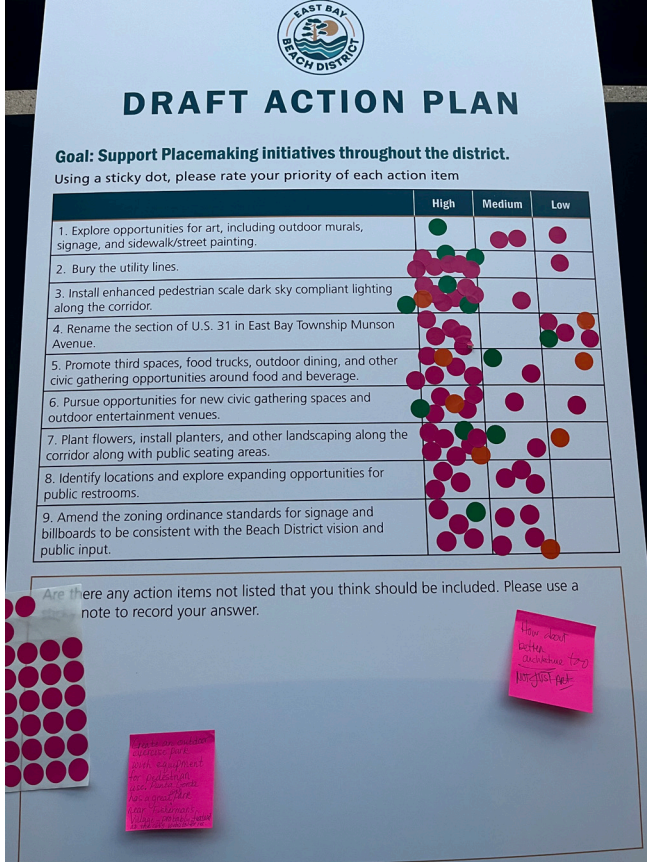 EAST BAY
BEACH DISTRICT
DRAFT ACTION PLAN
Goal: Support Placemaking initiatives throughout the district.
Using a sticky dot, please rate your priority of each action item
High Medium Low
1. Explore opportunities for art, including outdoor murals,
signage, and sidewalk/street painting.
2. Bury the utility lines.
3. Install enhanced pedestrian scale dark sky compliant lighting
along the corridor.
4. Rename the section of U.S. 31 in East Bay Township Munson
Avenue.
5. Promote third spaces, food trucks, outdoor dining, and other
civic gathering opportunities around food and beverage.
6. Pursue opportunities for new civic gathering spaces and
outdoor entertainment venues.
7. Plant flowers, install planters, and other landscaping along the
corridor along with public seating areas.
8. Identify locations and explore expanding opportunities for
public restrooms.
9. Amend the zoning ordinance standards for signage and
billboards to be consistent with the Beach District vision and
public input.
Are there any action items not listed that you think should be included. Please use a
sticky note to record your answer.
How about
better
architecture too
Not Just Art
with equipment
for pedestrian